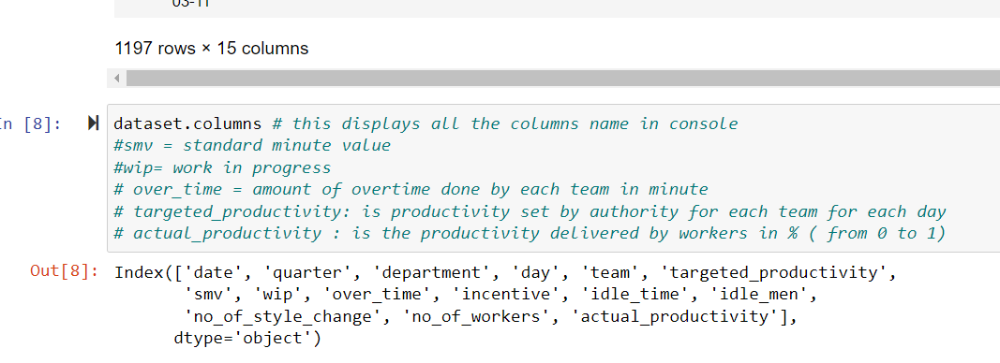 03-11
1197 rows × 15 columns
In [8]:
dataset.columns # this displays all the columns name in console
#smv = standard minute value
#wip= work in progress
# over_time = amount of overtime done by each team in minute
# targeted_productivity: is productivity set by authority for each team for each day
# actual_productivity : is the productivity delivered by workers in % ( from 0 to 1)
Out[8]:
Index(['date', 'quarter', 'department', 'day', 'team', 'targeted_productivity',
'smv', 'wip', 'over_time', 'incentive', 'idle_time', 'idle_men',
'no_of_style_change', 'no_of_workers', 'actual_productivity'],
dtype='object')